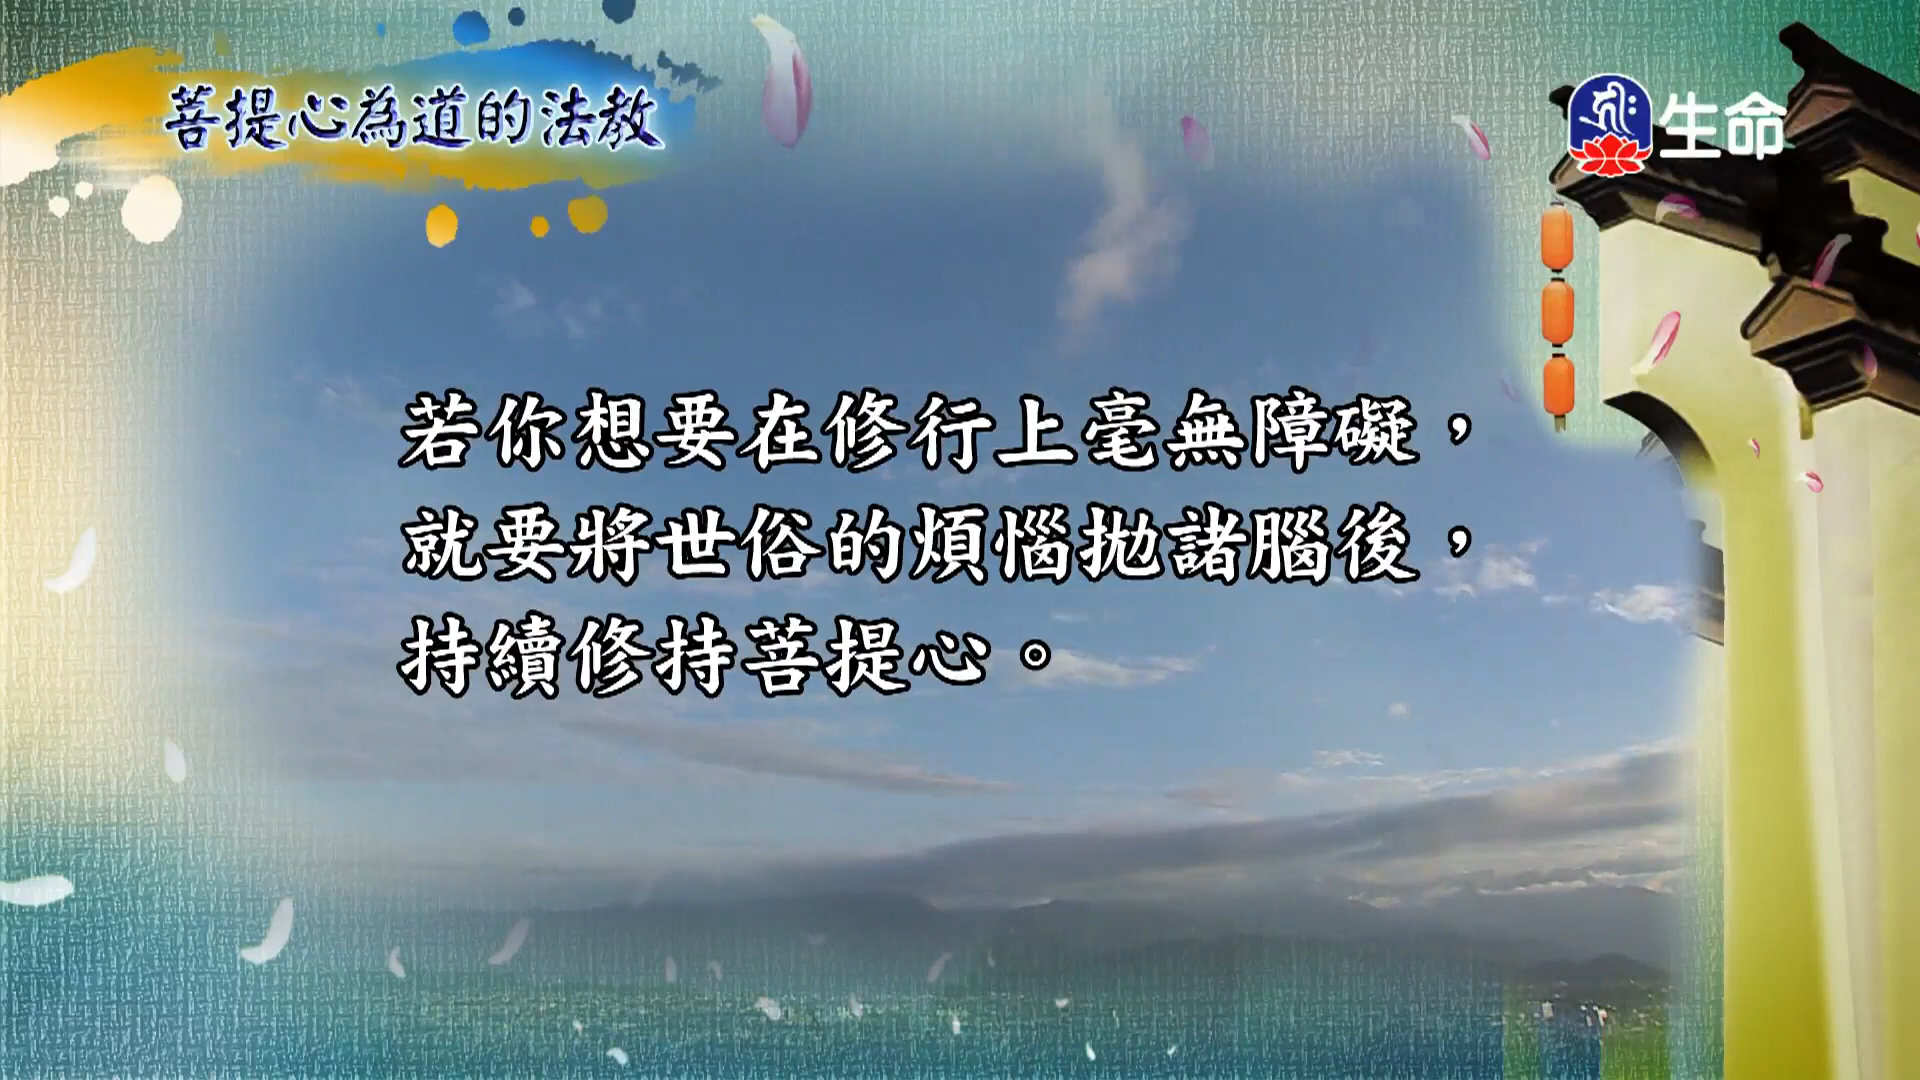 菩提心為道的法教
生命
若你想要在修行上毫無障礙，
就要將世俗的煩惱拋諸腦後，
持續修持菩提心。